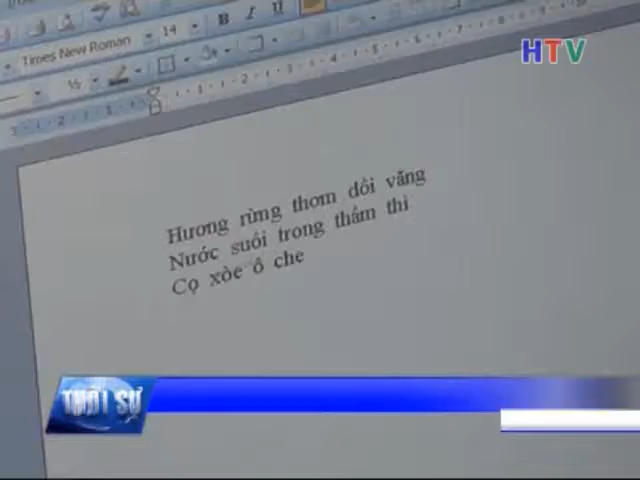 Times New Roman
14
B
I
U
HTV
Hương rừng thơm đồi vắng
Nước suối trong thầm thì
Cọ xòe ô che
THỜI SỰ